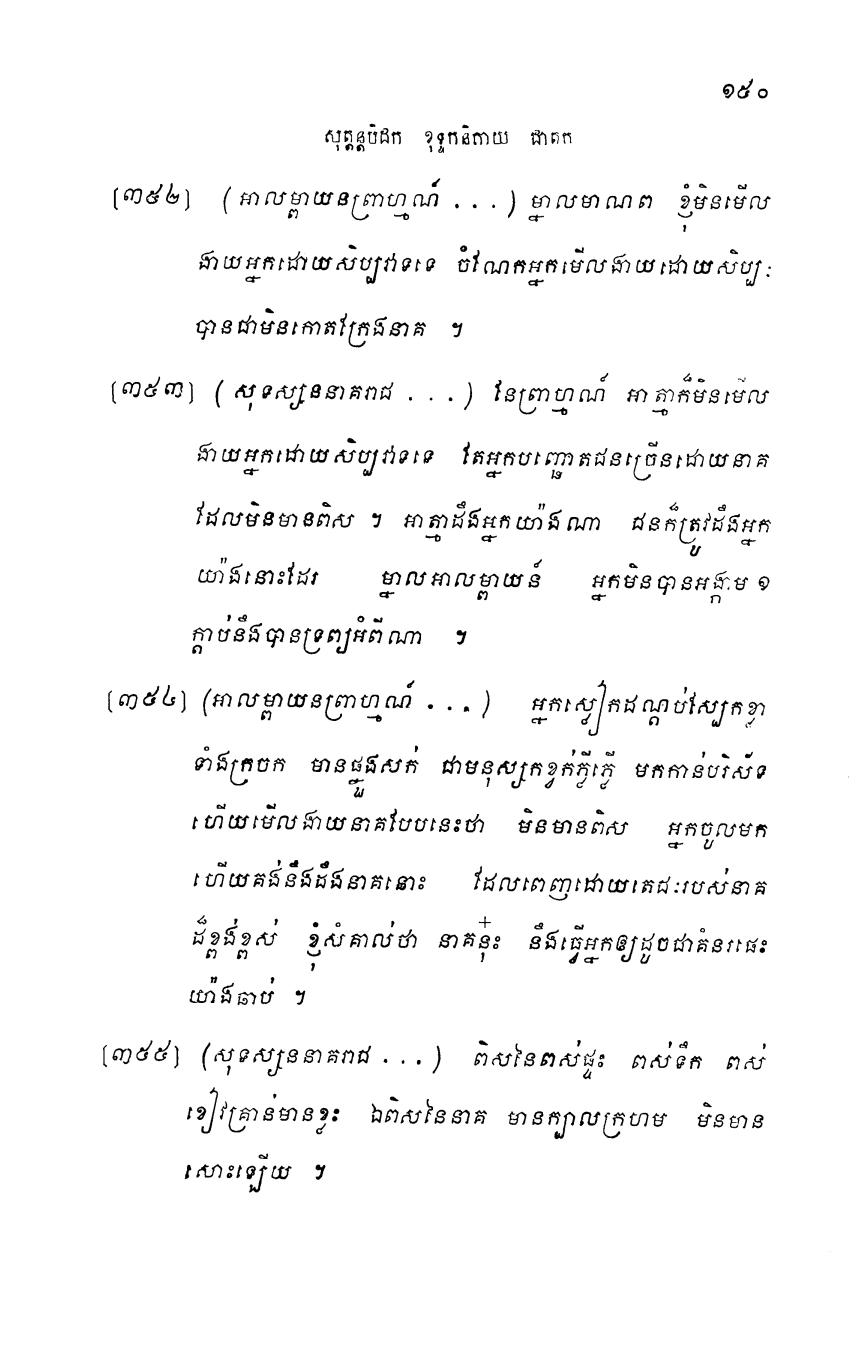 ១៥០
សុត្តន្តបិដក ខុទ្ទកនិកាយ ជាតក
[៣៥២] (អាលម្ពាយនព្រាហ្មណ៍ . . .) ម្នាលមាណព ខ្ញុំមិនមើល
ងាយអ្នកដោយសិប្បវាទទេ ចំណែកអ្នកមើលងាយដោយសិប្បៈ
បានជាមិនកោតក្រែងនាគ ។
[៣៥៣] (សុទស្សននាគរាជ . . .) នែព្រាហ្មណ៍ អាត្មាក៏មិនមើល
ងាយអ្នកដោយសិប្បវាទទេ តែអ្នកបញ្ឆោតជនច្រើនដោយនាគ
ដែលមិនមានពិស ។ អាត្មាដឹងអ្នកយ៉ាងណា ជនក៏ត្រូវដឹងអ្នក
យ៉ាងនោះដែរ ម្នាលអាលម្ពាយន៍ អ្នកមិនបានអង្កាម ១
ក្តាប់នឹងបានទ្រព្យអំពីណា ។
[៣៥៤] (អាលម្ពាយនព្រាហ្មណ៍ . . .) អ្នកស្លៀកដណ្តប់ស្បែកខ្លា
ទាំងក្រចក មានផ្នួងសក់ ជាមនុស្សកខ្វក់ភ្លីភ្លើ មកកាន់បរិស័ទ
ហើយមើលងាយនាគបែបនេះថា មិនមានពិស អ្នកចូលមក
ហើយគង់នឹងដឹងនាគនោះ ដែលពេញដោយតេជៈរបស់នាគ
ដ៏ខ្ពង់ខ្ពស់ ខ្ញុំសំគាល់ថា នាគនុ៎ះ នឹងធ្វើអ្នកឲ្យដូចជាគំនរផេះ
យ៉ាងឆាប់ ។
[៣៥៥] (សុទស្សននាគរាជ . . .) ពិសនៃពស់ផ្ទះ ពស់ទឹក ពស់
ខៀវគ្រាន់មានខ្លះ ឯពិសនៃនាគ មានក្បាលក្រហម មិនមាន
សោះឡើយ ។